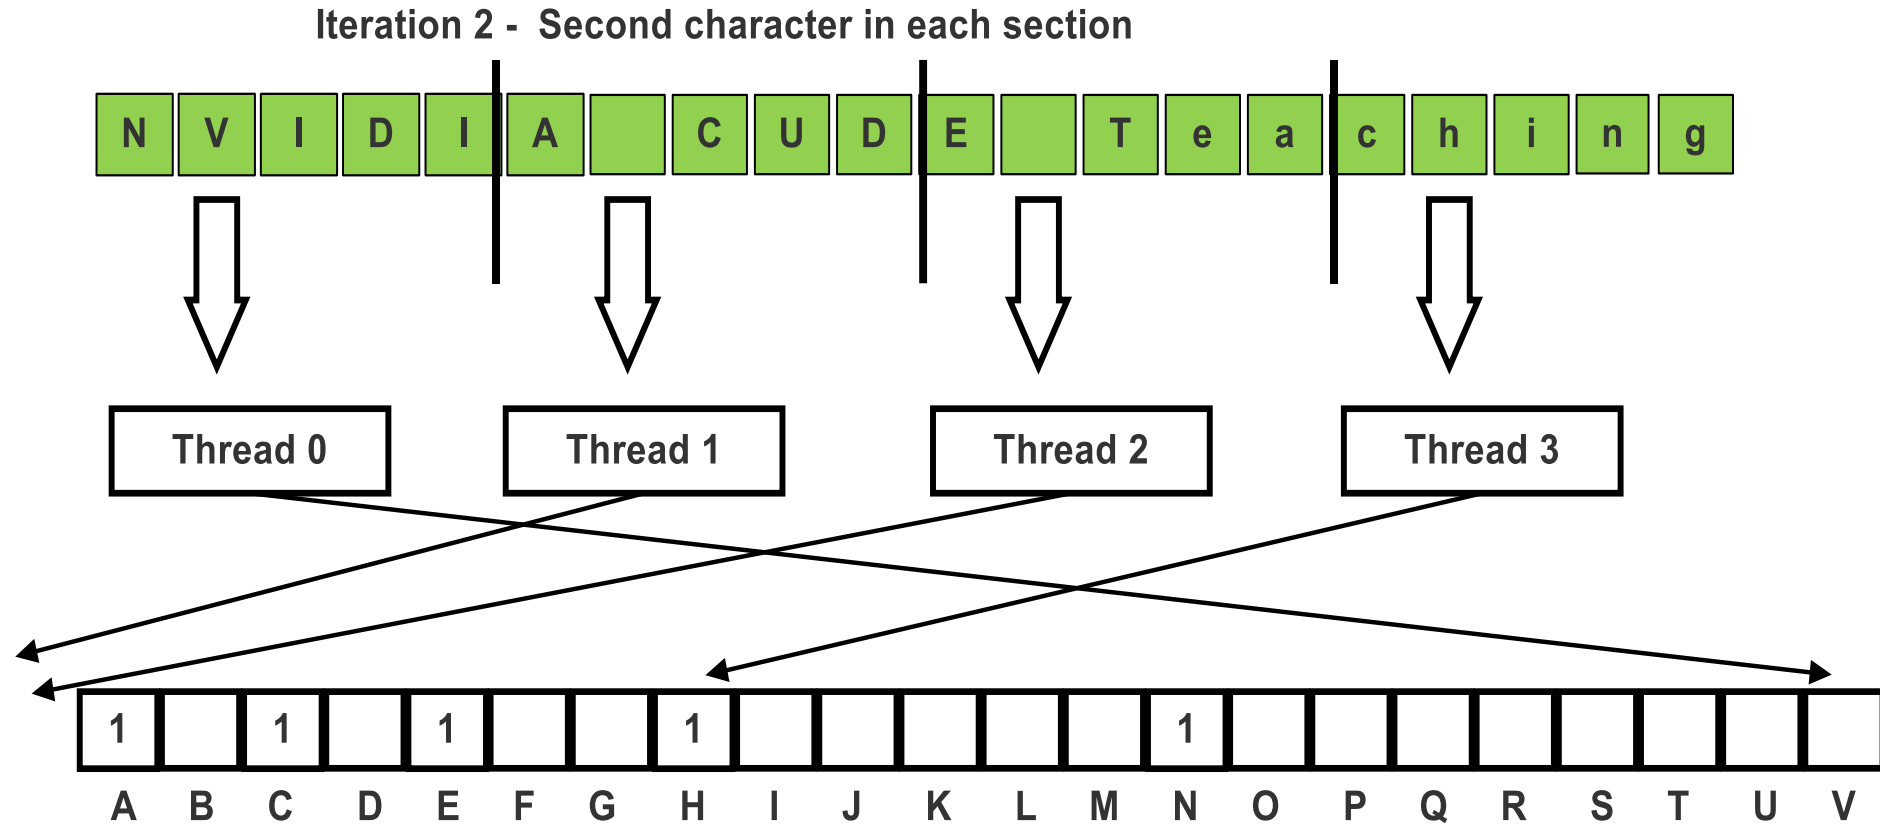 Iteration 2 - Second character in each section
N V I D I A C U D E T e a c h i n g
Thread 0 Thread 1 Thread 2 Thread 3
1 1 1 1 1
A B C D E F G H I J K L M N O P Q R S T U V